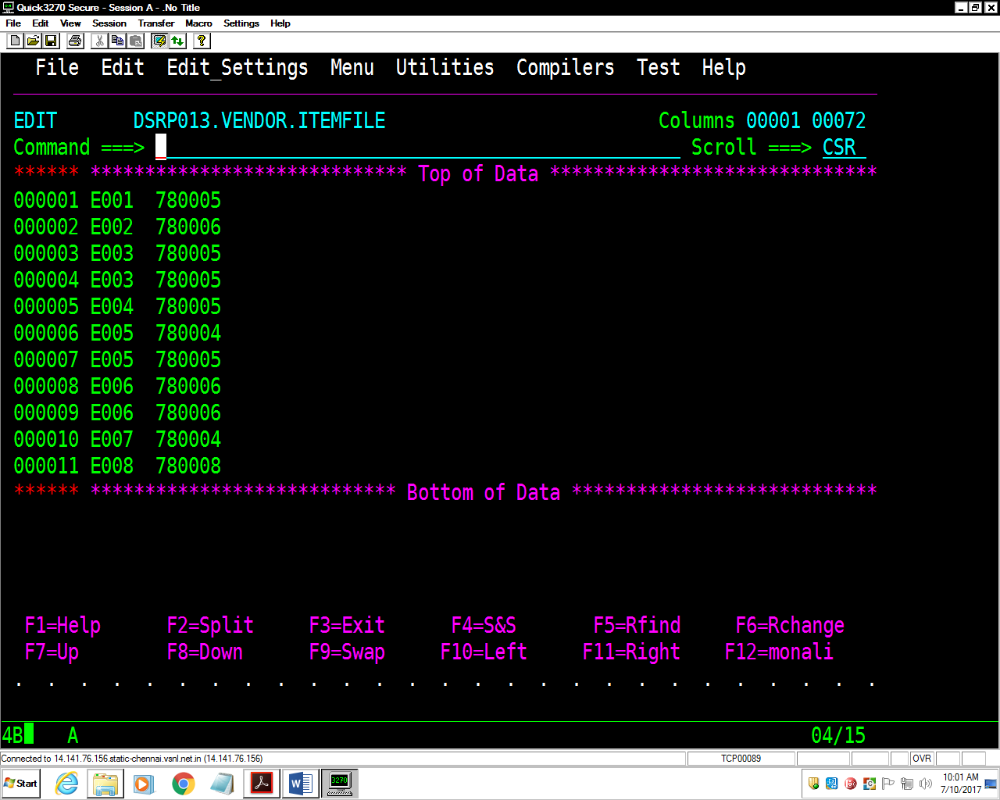 Quick3270 Secure - Session A - .No Title
File Edit View Session Transfer Macro Settings Help
File Edit Edit_Settings Menu Utilities Compilers Test Help
EDIT DSRP013.VENDOR.ITEMFILE Columns 00001 00072
Command ===> Scroll ===> CSR
****** ***************************** Top of Data ******************************
000001 E001 780005
000002 E002 780006
000003 E003 780005
000004 E003 780005
000005 E004 780005
000006 E005 780004
000007 E005 780005
000008 E006 780006
000009 E006 780006
000010 E007 780004
000011 E008 780008
****** **************************** Bottom of Data ****************************
F1=Help F2=Split F3=Exit F4=S&S F5=Rfind F6=Rchange
F7=Up F8=Down F9=Swap F10=Left F11=Right F12=monali
. . . . . . . . . . . . . . . . . . . . . . . . . . .
4B A 04/15
Connected to 14.141.76.156.static-chennai.vsnl.net.in (14.141.76.156) TCP00089 OVR
Start 3270 10:01 AM
7/10/2017